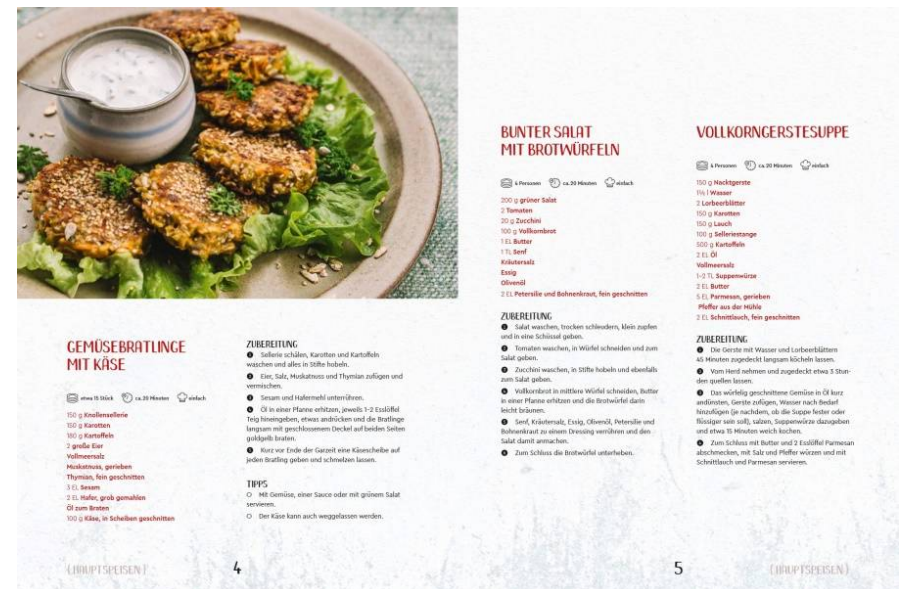 GEMÜSEBRATLINGE
MIT KÄSE
etwa 15 Stück ca. 20 Minuten einfach
150 g Knollensellerie
150 g Karotten
180 g Kartoffeln
2 große Eier
Vollmeersalz
Muskatnuss, gerieben
Thymian, fein geschnitten
3 EL Sesam
2 EL Hafer, grob gemahlen
Öl zum Braten
100 g Käse, in Scheiben geschnitten
ZUBEREITUNG
1 Sellerie schälen, Karotten und Kartoffeln
waschen und alles in Stifte hobeln.
2 Eier, Salz, Muskatnuss und Thymian zufügen und
vermischen.
3 Sesam und Hafermehl unterrühren.
4 Öl in einer Pfanne erhitzen, jeweils 1-2 Esslöffel
Teig hineingeben, etwas andrücken und die Bratlinge
langsam mit geschlossenem Deckel auf beiden Seiten
goldgelb braten.
5 Kurz vor Ende der Garzeit eine Käsescheibe auf
jeden Bratling geben und schmelzen lassen.
TIPPS
O Mit Gemüse, einer Sauce oder mit grünem Salat
servieren.
O Der Käse kann auch weggelassen werden.
(HAUPTSPEISEN)
4
BUNTER SALAT
MIT BROTWÜRFELN
4 Personen ca. 20 Minuten einfach
200 g grüner Salat
2 Tomaten
20 g Zucchini
100 g Vollkornbrot
1 EL Butter
1 TL Senf
Kräutersalz
Essig
Olivenöl
2 EL Petersilie und Bohnenkraut, fein geschnitten
ZUBEREITUNG
1 Salat waschen, trocken schleudern, klein zupfen
und in eine Schüssel geben.
2 Tomaten waschen, in Würfel schneiden und zum
Salat geben.
3 Zucchini waschen, in Stifte hobeln und ebenfalls
zum Salat geben.
4 Vollkornbrot in mittlere Würfel schneiden, Butter
in einer Pfanne erhitzen und die Brotwürfel darin
leicht bräunen.
5 Senf, Kräutersalz, Essig, Olivenöl, Petersilie und
Bohnenkraut zu einem Dressing verrühren und den
Salat damit anmachen.
6 Zum Schluss die Brotwürfel unterheben.
VOLLKORNGERSTESUPPE
4 Personen ca. 20 Minuten einfach
150 g Nacktgerste
1½ l Wasser
2 Lorbeerblätter
150 g Karotten
150 g Lauch
100 g Selleriestange
500 g Kartoffeln
2 EL Öl
Vollmeersalz
1-2 TL Suppenwürze
2 EL Butter
5 EL Parmesan, gerieben
Pfeffer aus der Mühle
2 EL Schnittlauch, fein geschnitten
ZUBEREITUNG
1 Die Gerste mit Wasser und Lorbeerblättern
45 Minuten zugedeckt langsam köcheln lassen.
2 Vom Herd nehmen und zugedeckt etwa 3 Stun-
den quellen lassen.
3 Das würfelig geschnittene Gemüse in Öl kurz
andünsten, Gerste zufügen, Wasser nach Bedarf
hinzufügen (je nachdem, ob die Suppe fester oder
flüssiger sein soll), salzen, Suppenwürze dazugeben
und etwa 15 Minuten weich kochen.
4 Zum Schluss mit Butter und 2 Esslöffel Parmesan
abschmecken, mit Salz und Pfeffer würzen und mit
Schnittlauch und Parmesan servieren.
5
(HAUPTSPEISEN)